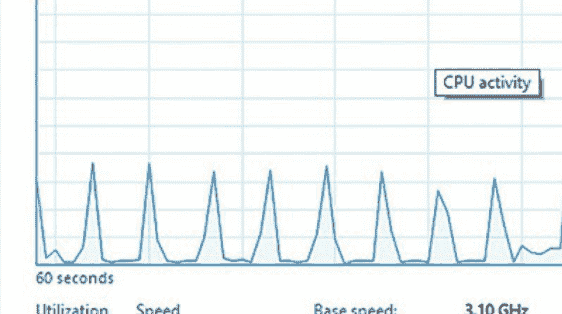 CPU activity
60 seconds
Utilization Speed Base speed: 3.10 GHz